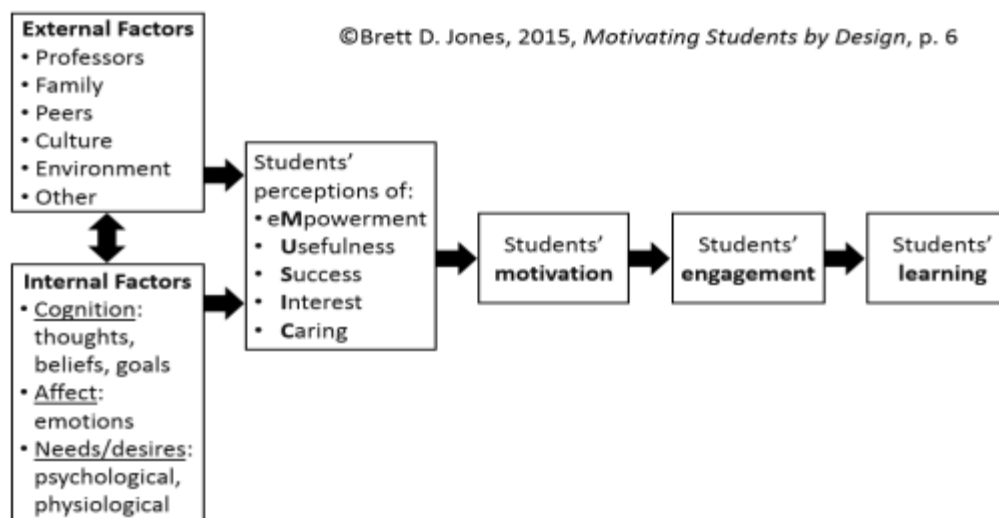 External Factors
• Professors
• Family
• Peers
• Culture
• Environment
• Other
©Brett D. Jones, 2015, Motivating Students by Design, p. 6
Internal Factors
• Cognition:
thoughts,
beliefs, goals
• Affect:
emotions
• Needs/desires:
psychological,
physiological
Students’
perceptions of:
• eMpowerment
• Usefulness
• Success
• Interest
• Caring
Students’
motivation
Students’
engagement
Students’
learning